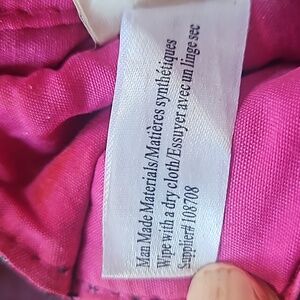 Man Made Materials/Matières synthétiques
Wipe with a dry cloth/Essuyer avec un linge sec
Supplier# 108708